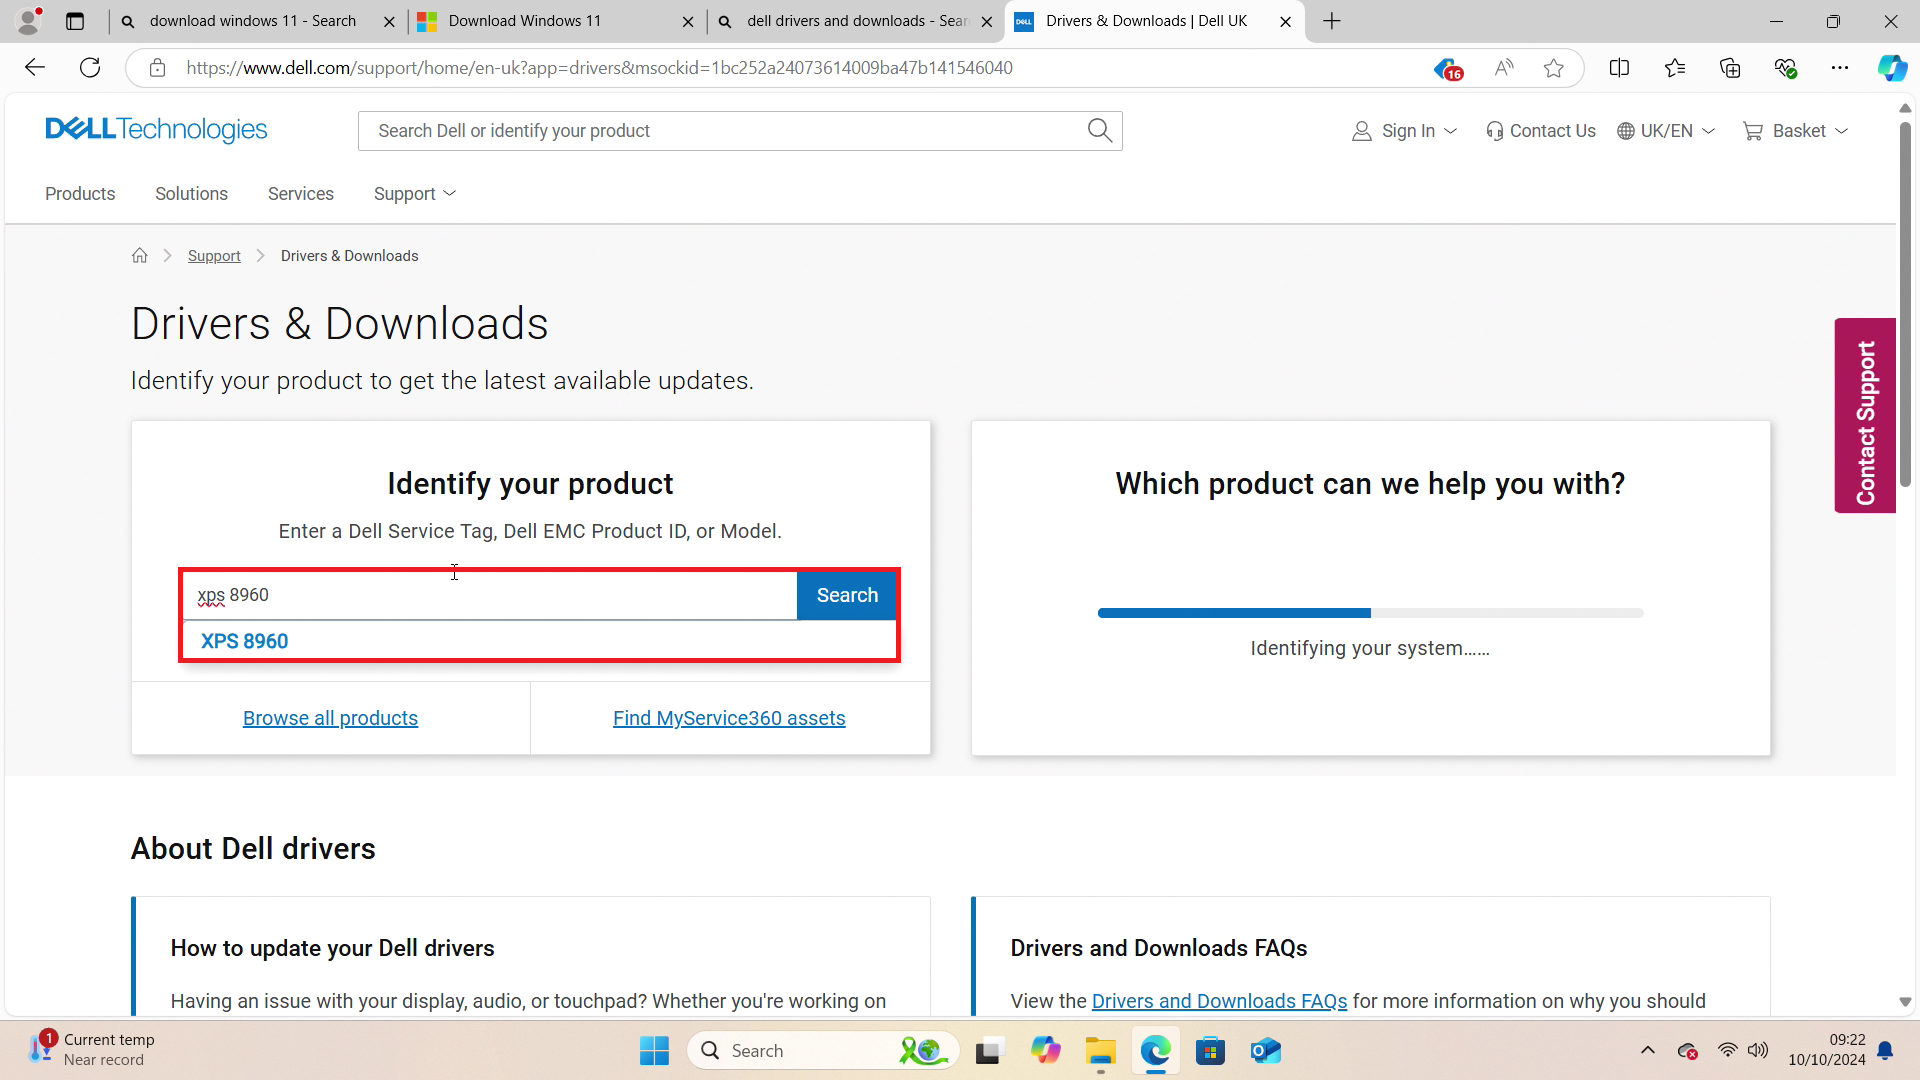 download windows 11 - Search
Download Windows 11
dell drivers and downloads - Sear
Drivers & Downloads | Dell UK
https://www.dell.com/support/home/en-uk?app=drivers&msockid=1bc252a24073614009ba47b141546040
16
DELL Technologies
Search Dell or identify your product
Sign In
Contact Us
UK/EN
Basket
Products
Solutions
Services
Support
Support
Drivers & Downloads
Drivers & Downloads
Identify your product to get the latest available updates.
Contact Support
Identify your product
Enter a Dell Service Tag, Dell EMC Product ID, or Model.
xps 8960
Search
XPS 8960
Browse all products
Find MyService360 assets
Which product can we help you with?
Identifying your system......
About Dell drivers
How to update your Dell drivers
Having an issue with your display, audio, or touchpad? Whether you're working on
Drivers and Downloads FAQs
View the Drivers and Downloads FAQs for more information on why you should
1
Current temp
Near record
Search
09:22
10/10/2024